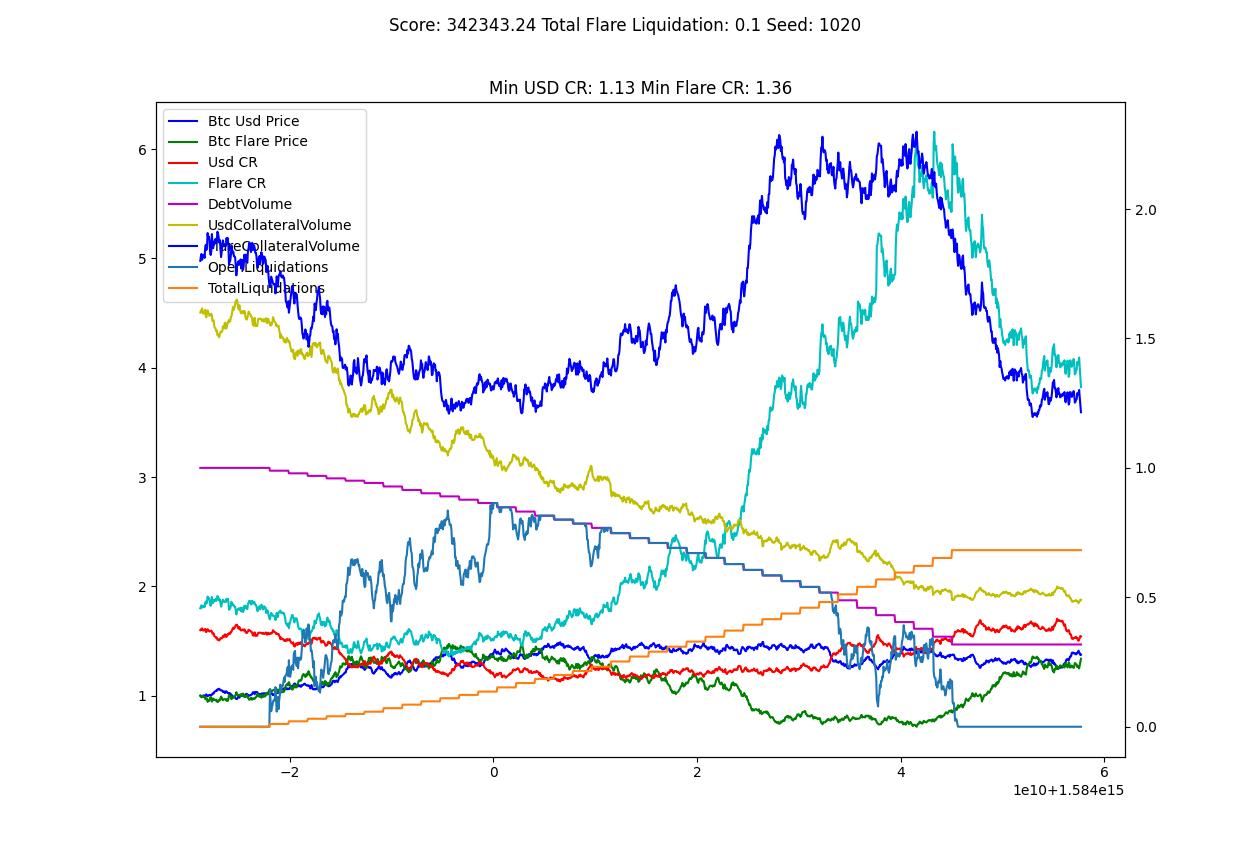 Score: 342343.24 Total Flare Liquidation: 0.1 Seed: 1020
Min USD CR: 1.13 Min Flare CR: 1.36
Btc Usd Price
Btc Flare Price
Usd CR
Flare CR
DebtVolume
UsdCollateralVolume
FlareCollateralVolume
OpenLiquidations
TotalLiquidations
6
5
4
3
2
1
2.0
1.5
1.0
0.5
0.0
−2
0
2
4
6
1e10+1.584e15